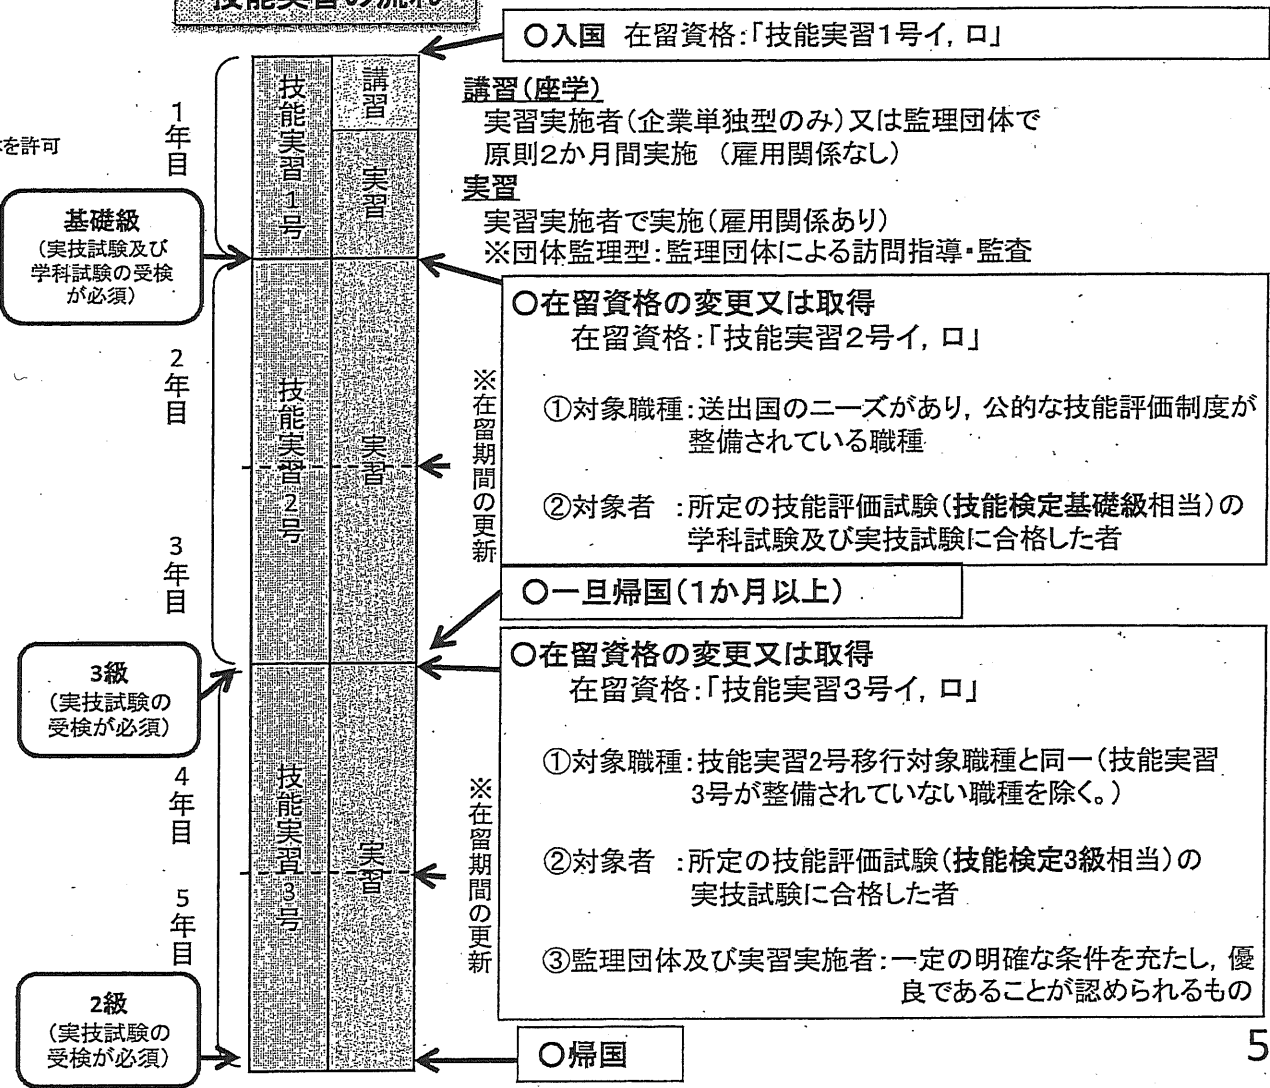 技能実習の流れ
○入国 在留資格:「技能実習1号イ, ロ」
講習(座学)
実習実施者(企業単独型のみ)又は監理団体で
原則2か月間実施 (雇用関係なし)
実習
実習実施者で実施(雇用関係あり)
※団体監理型:監理団体による訪問指導・監査
を許可
1年目
2年目
3年目
4年目
5年目
基礎級
(実技試験及び
学科試験の受検
が必須)
3級
(実技試験の
受検が必須)
2級
(実技試験の
受検が必須)
技能実習1号
講習
実習
技能実習2号
実習
技能実習3号
実習
※在留期間の更新
※在留期間の更新
○在留資格の変更又は取得
在留資格:「技能実習2号イ, ロ」
①対象職種:送出国のニーズがあり, 公的な技能評価制度が
整備されている職種
②対象者 :所定の技能評価試験(技能検定基礎級相当)の
学科試験及び実技試験に合格した者
○一旦帰国(1か月以上)
○在留資格の変更又は取得
在留資格:「技能実習3号イ, ロ」
①対象職種:技能実習2号移行対象職種と同一(技能実習
3号が整備されていない職種を除く。)
②対象者 :所定の技能評価試験(技能検定3級相当)の
実技試験に合格した者
③監理団体及び実習実施者:一定の明確な条件を充たし, 優
良であることが認められるもの
○帰国
5